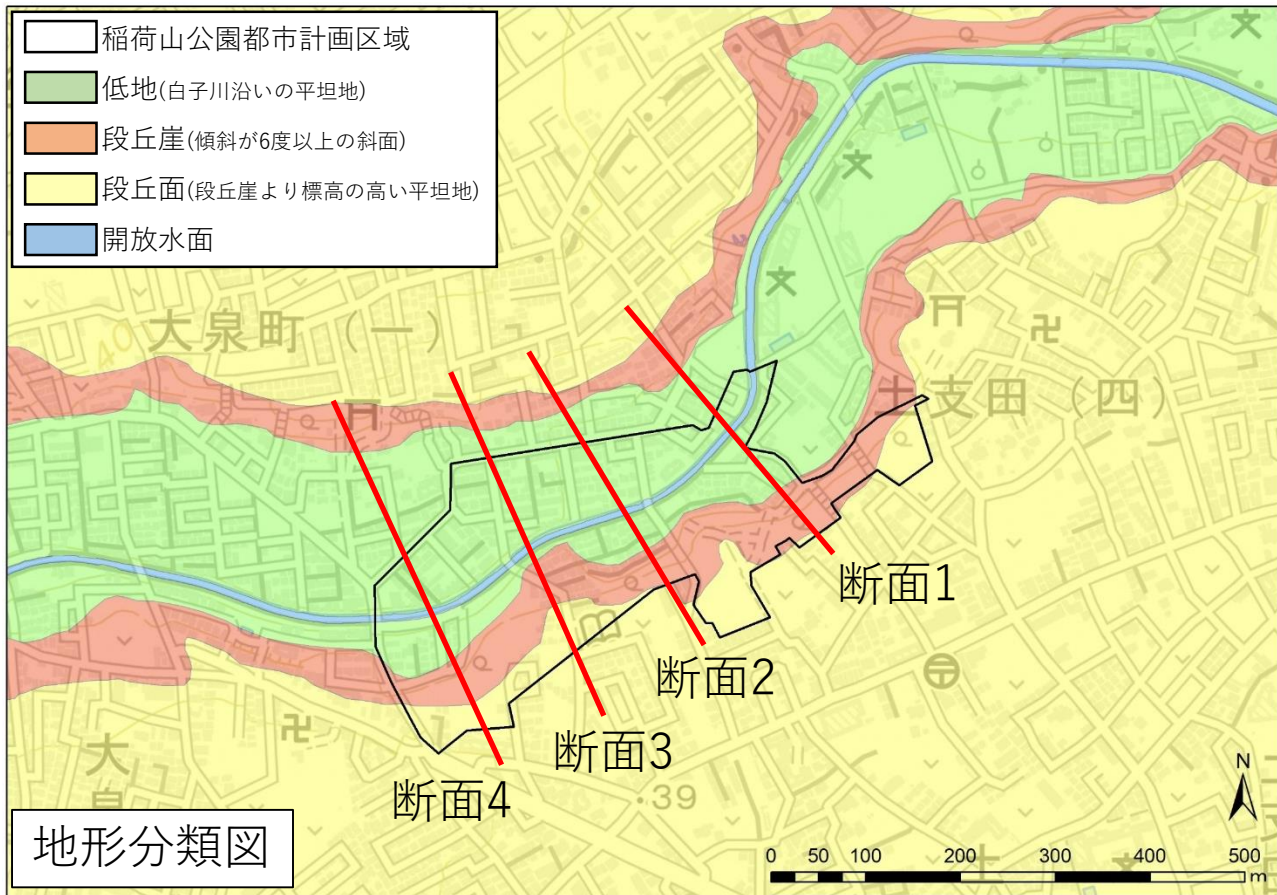 稲荷山公園都市計画区域
低地(白子川沿いの平坦地)
段丘崖(傾斜が6度以上の斜面)
段丘面(段丘崖より標高の高い平坦地)
開放水面
大泉町（一）
40
土支田（四）
断面1
断面2
断面3
断面4
大
泉
39
地形分類図
N
0 50 100 200 300 400 500
m
土